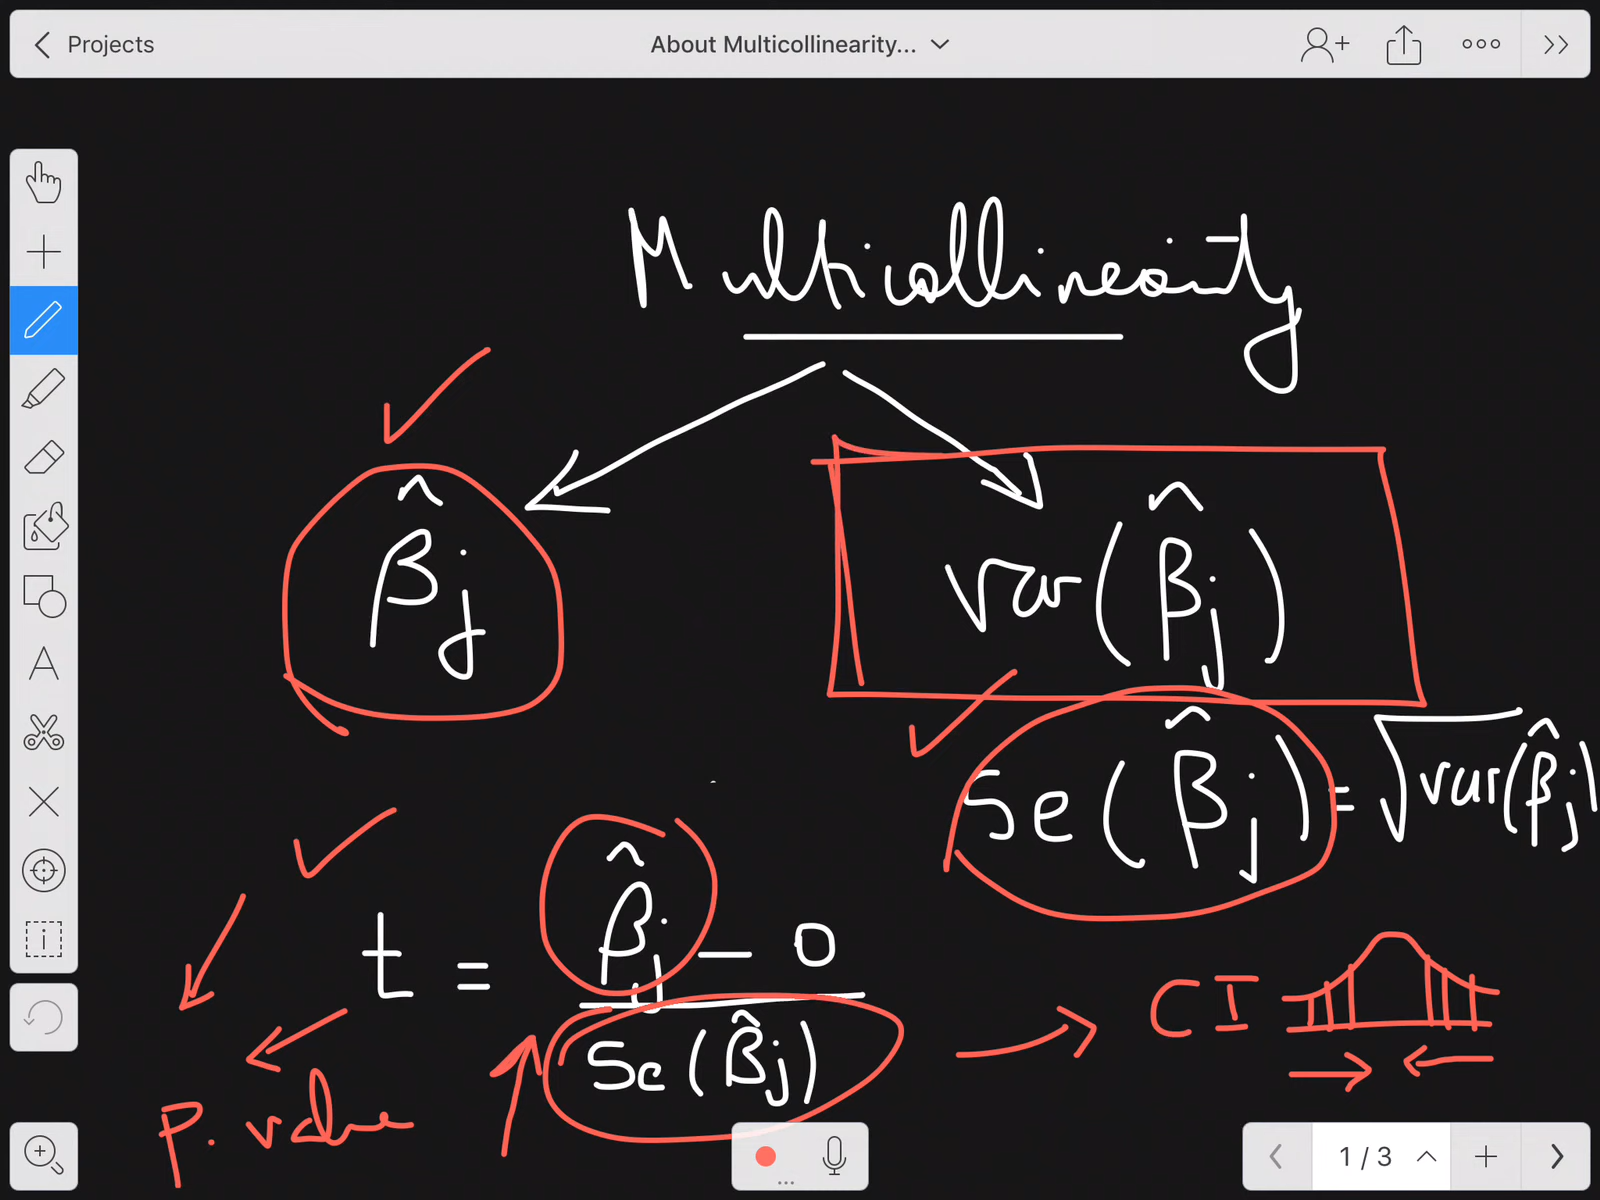 Projects
About Multicollinearity...
Multicollinearity
β̂j
var(β̂j)
Se(β̂j) = √var(β̂j)
t = β̂j - 0
Se(β̂j)
CI
p. value
1 / 3